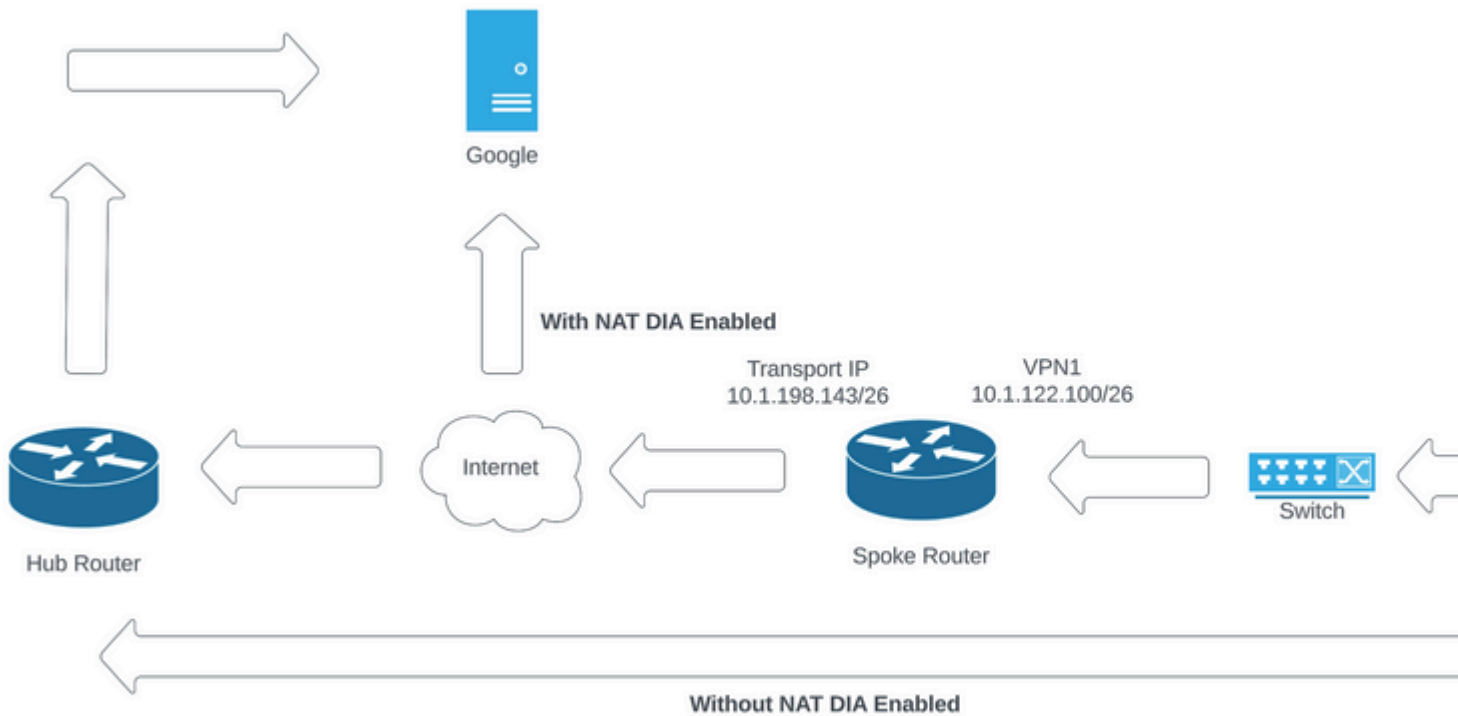 Google
With NAT DIA Enabled
Transport IP
10.1.198.143/26
VPN1
10.1.122.100/26
Internet
Switch
Hub Router
Spoke Router
Without NAT DIA Enabled